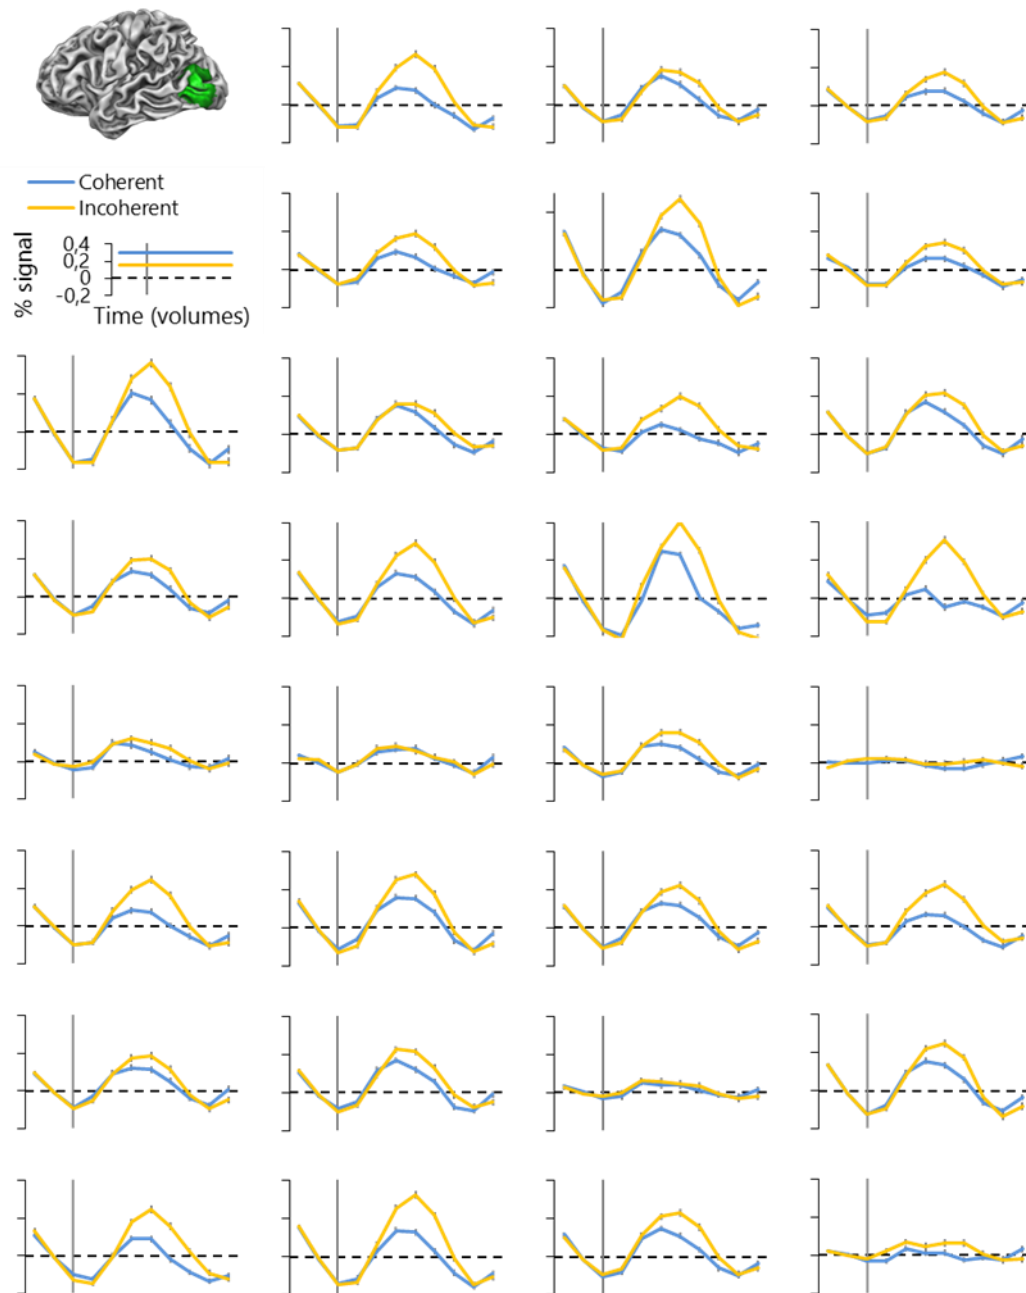 Coherent
Incoherent
% signal
0,4
0,2
0
-0,2
Time (volumes)